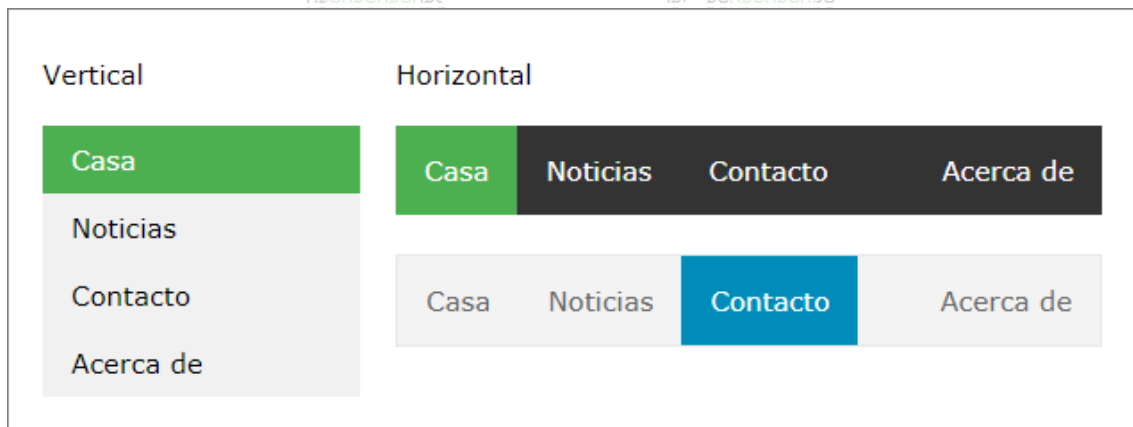 Vertical
Casa
Noticias
Contacto
Acerca de
Horizontal
Casa Noticias Contacto Acerca de
Casa Noticias Contacto Acerca de